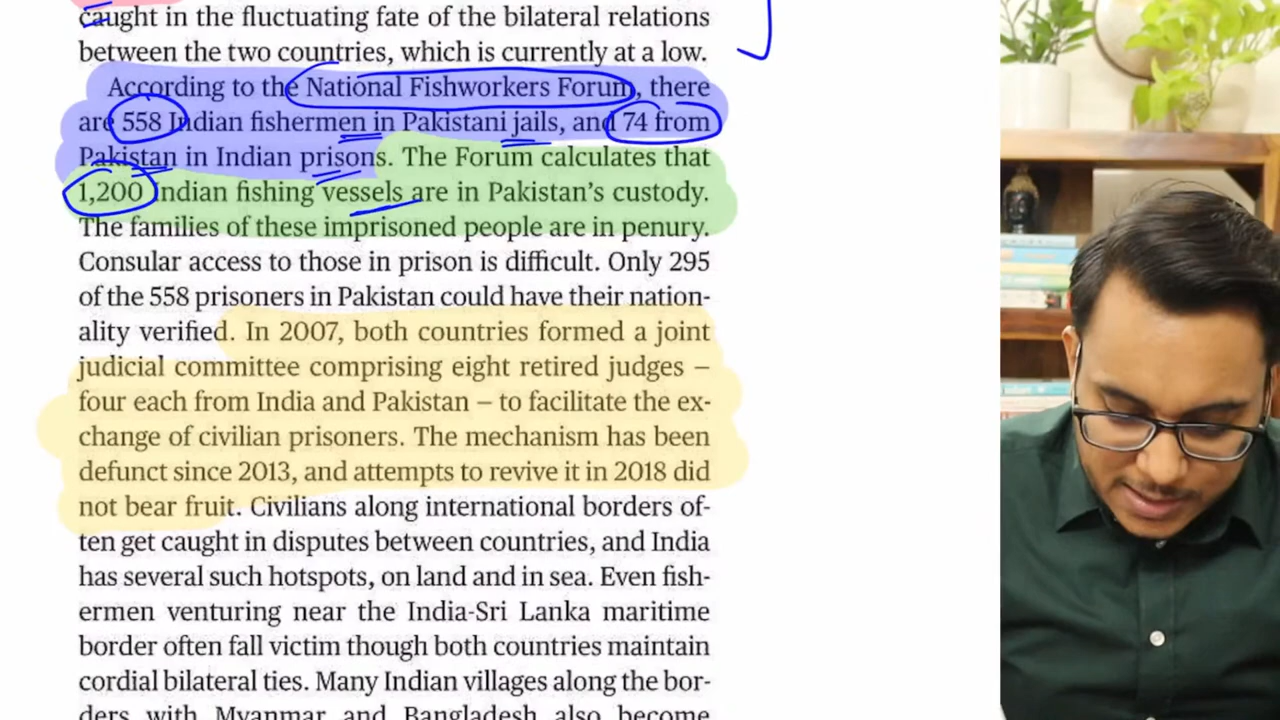 caught in the fluctuating fate of the bilateral relations
between the two countries, which is currently at a low.
According to the National Fishworkers Forum, there
are 558 Indian fishermen in Pakistani jails, and 74 from
Pakistan in Indian prisons. The Forum calculates that
1,200 Indian fishing vessels are in Pakistan's custody.
The families of these imprisoned people are in penury.
Consular access to those in prison is difficult. Only 295
of the 558 prisoners in Pakistan could have their nation-
ality verified. In 2007, both countries formed a joint
judicial committee comprising eight retired judges –
four each from India and Pakistan – to facilitate the ex-
change of civilian prisoners. The mechanism has been
defunct since 2013, and attempts to revive it in 2018 did
not bear fruit. Civilians along international borders of-
ten get caught in disputes between countries, and India
has several such hotspots, on land and in sea. Even fish-
ermen venturing near the India-Sri Lanka maritime
border often fall victim though both countries maintain
cordial bilateral ties. Many Indian villages along the bor-
ders with Myanmar and Bangladesh also become